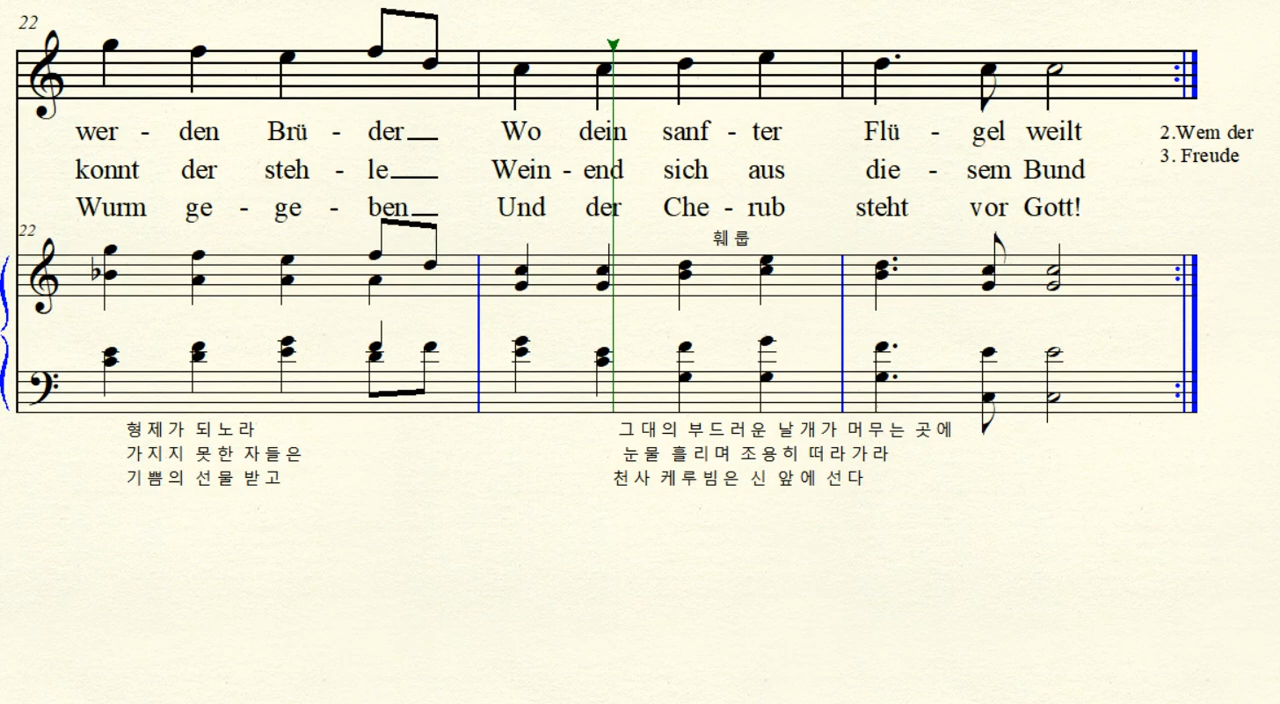 22
wer - den Brü - der Wo dein sanf - ter Flü - gel weilt
konnt der steh - le Wein - end sich aus die - sem Bund
Wurm ge - ge - ben Und der Che - rub steht vor Gott!
2.Wem der
3. Freude
22
훼 룹
형제가 되노라 그대의 부드러운 날개가 머무는 곳에
가지지 못한 자들은 눈물 흘리며 조용히 떠라가라
기쁨의 선물 받고 천사 케루빔은 신 앞에 선다